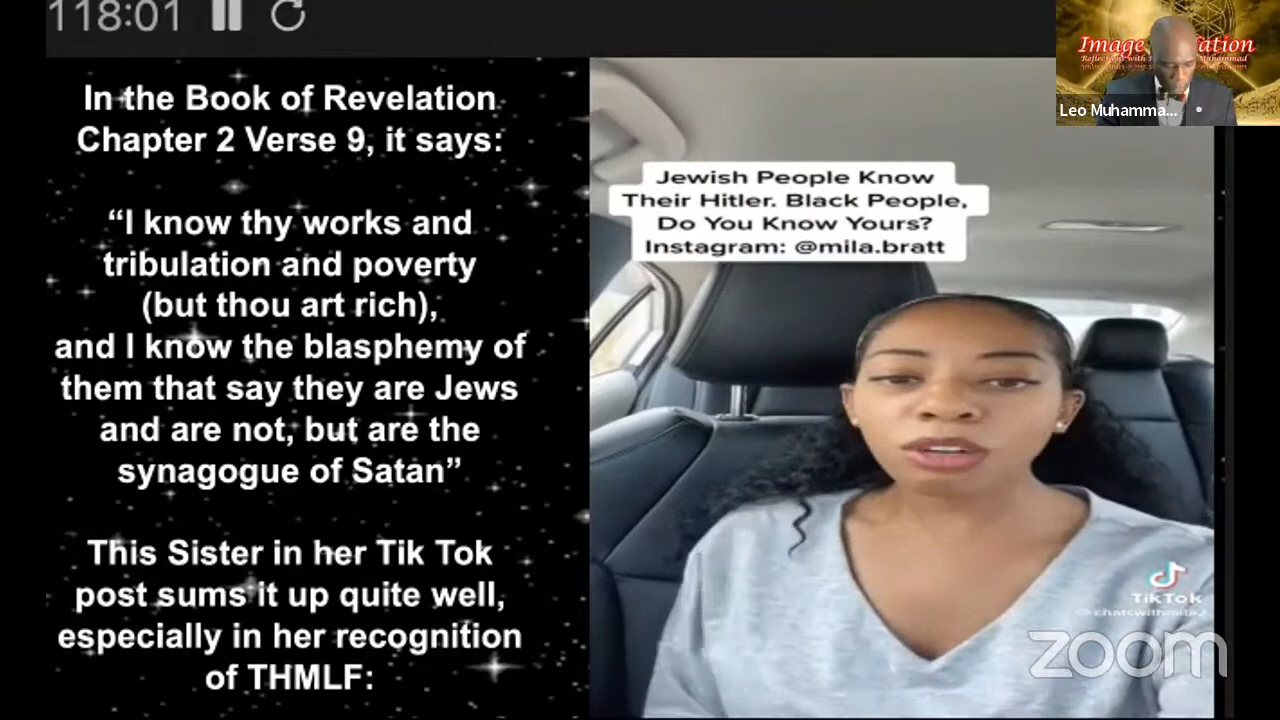 118:01
In the Book of Revelation
Chapter 2 Verse 9, it says:
“I know thy works and
tribulation and poverty
(but thou art rich),
and I know the blasphemy of
them that say they are Jews
and are not, but are the
synagogue of Satan”
This Sister in her Tik Tok
post sums it up quite well,
especially in her recognition
of THMLF:
Jewish People Know
Their Hitler. Black People,
Do You Know Yours?
Instagram: @mila.bratt
TikTok
zoom
Image
Reflections with
Leo Muhamma...